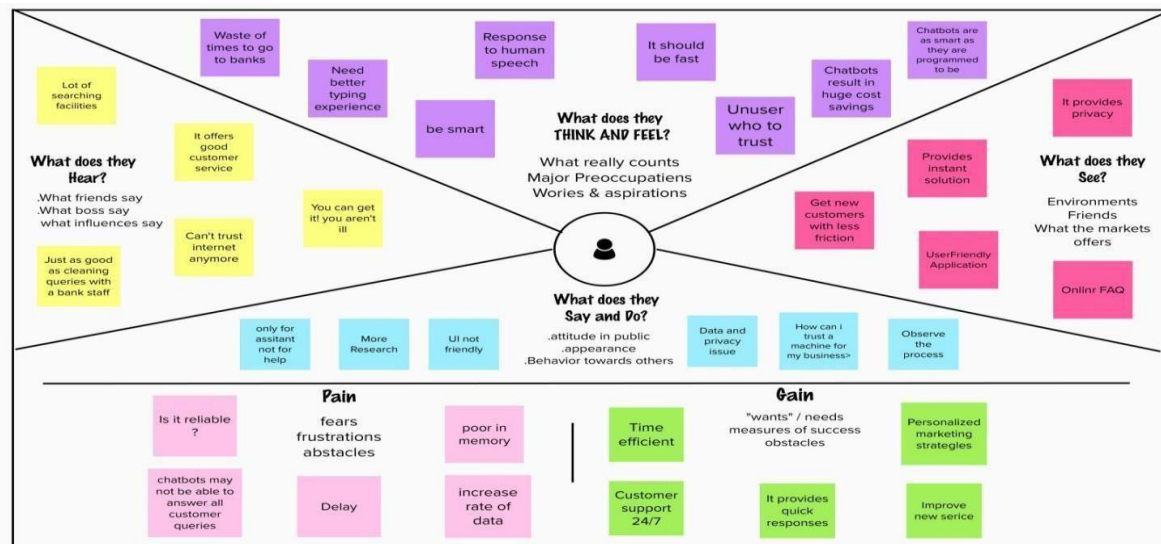 Waste of
times to go
to banks
Need
better
typing
experience
be smart
Response
to human
speech
It should
be fast
Unuser
who to
trust
Chatbots
result in
huge cost
savings
Chatbots are
as smart as
they are
programmed
to be
What does they
THINK AND FEEL?
What really counts
Major Preoccupatiens
Wories & aspirations
Lot of
searching
facilities
It offers
good
customer
service
What does they
Hear?
.What friends say
.What boss say
what influences say
You can get
it! you aren't
ill
Can't trust
internet
anymore
Just as good
as cleaning
queries with
a bank staff
It provides
privacy
Provides
instant
solution
What does they
See?
Environments
Friends
What the markets
offers
Get new
customers
with less
friction
UserFriendly
Application
Onlinr FAQ
What does they
Say and Do?
.attitude in public
.appearance
.Behavior towards others
only for
assitant
not for
help
More
Research
UI not
friendly
Data and
privacy
issue
How can i
trust a
machine for
my business>
Observe
the
process
Pain
fears
frustrations
abstacles
Is it reliable
?
poor in
memory
chatbots may
not be able to
answer all
customer
queries
Delay
increase
rate of
data
Gain
"wants" / needs
measures of success
obstacles
Time
efficient
Personalized
marketing
strategies
Customer
support
24/7
It provides
quick
responses
Improve
new serice